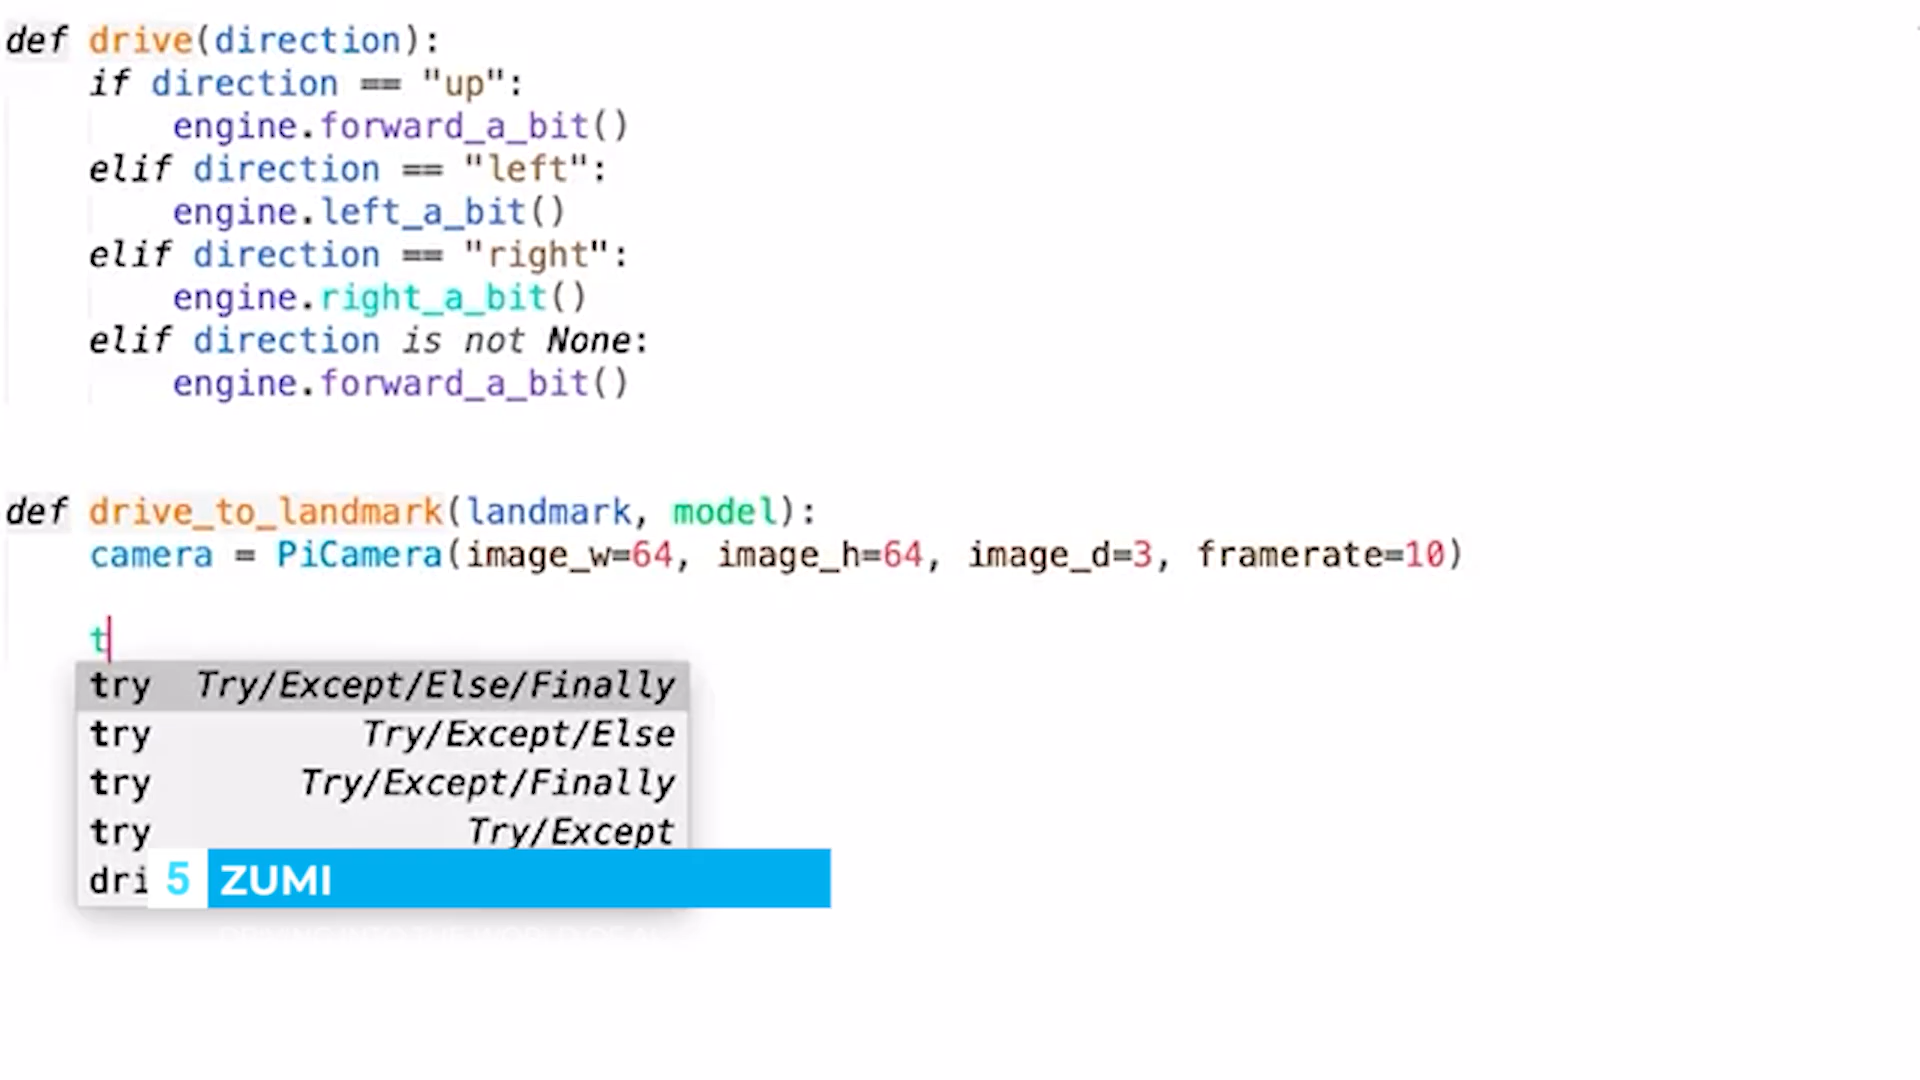 def drive(direction):
    if direction == "up":
        engine.forward_a_bit()
    elif direction == "left":
        engine.left_a_bit()
    elif direction == "right":
        engine.right_a_bit()
    elif direction is not None:
        engine.forward_a_bit()
def drive_to_landmark(landmark, model):
    camera = PiCamera(image_w=64, image_h=64, image_d=3, framerate=10)
    t
try Try/Except/Else/Finally
try Try/Except/Else
try Try/Except/Finally
try Try/Except
dri
5 ZUMI